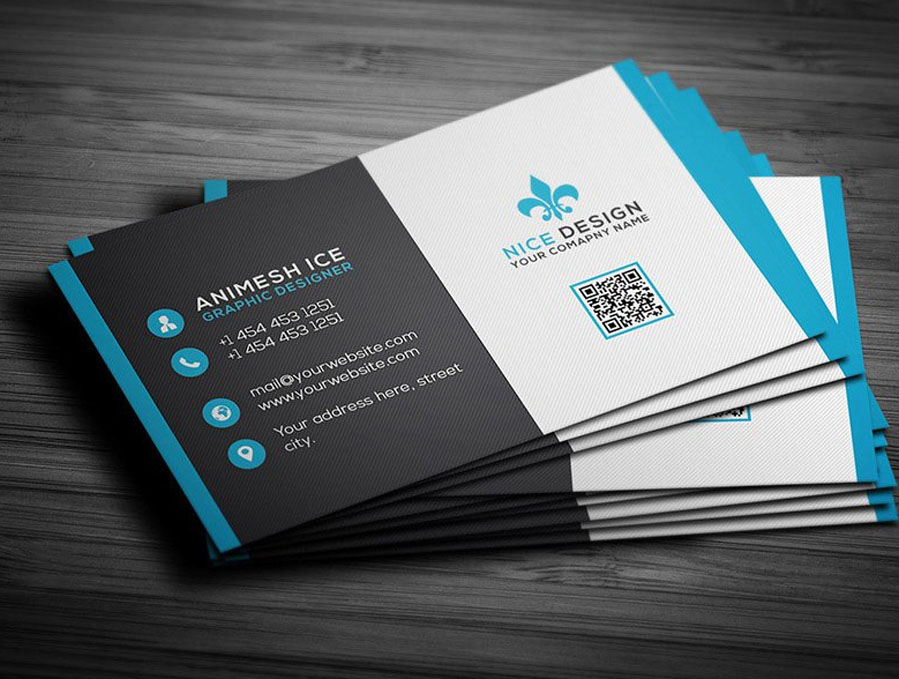 ANIMESH ICE
GRAPHIC DESIGNER
+1 454 453 1251
+1 454 453 1251
mail@yourwebsite.com
www.yourwebsite.com
Your address here, street
city.
NICE DESIGN
YOUR COMAPNY NAME